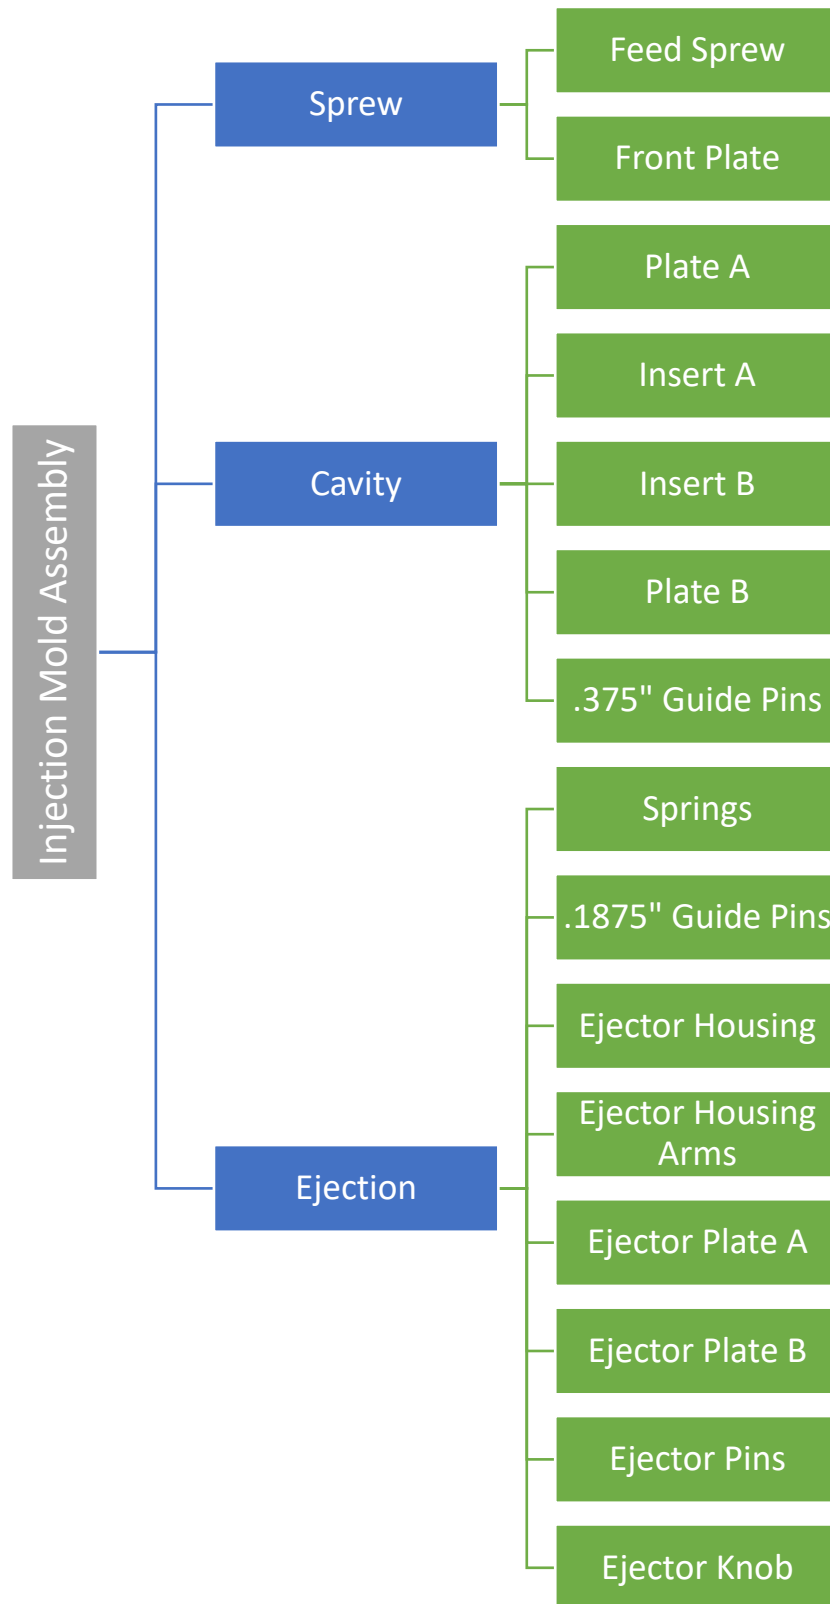 Injection Mold Assembly
Sprew
Feed Sprew
Front Plate
Cavity
Plate A
Insert A
Insert B
Plate B
.375" Guide Pins
Ejection
Springs
.1875" Guide Pins
Ejector Housing
Ejector Housing
Arms
Ejector Plate A
Ejector Plate B
Ejector Pins
Ejector Knob